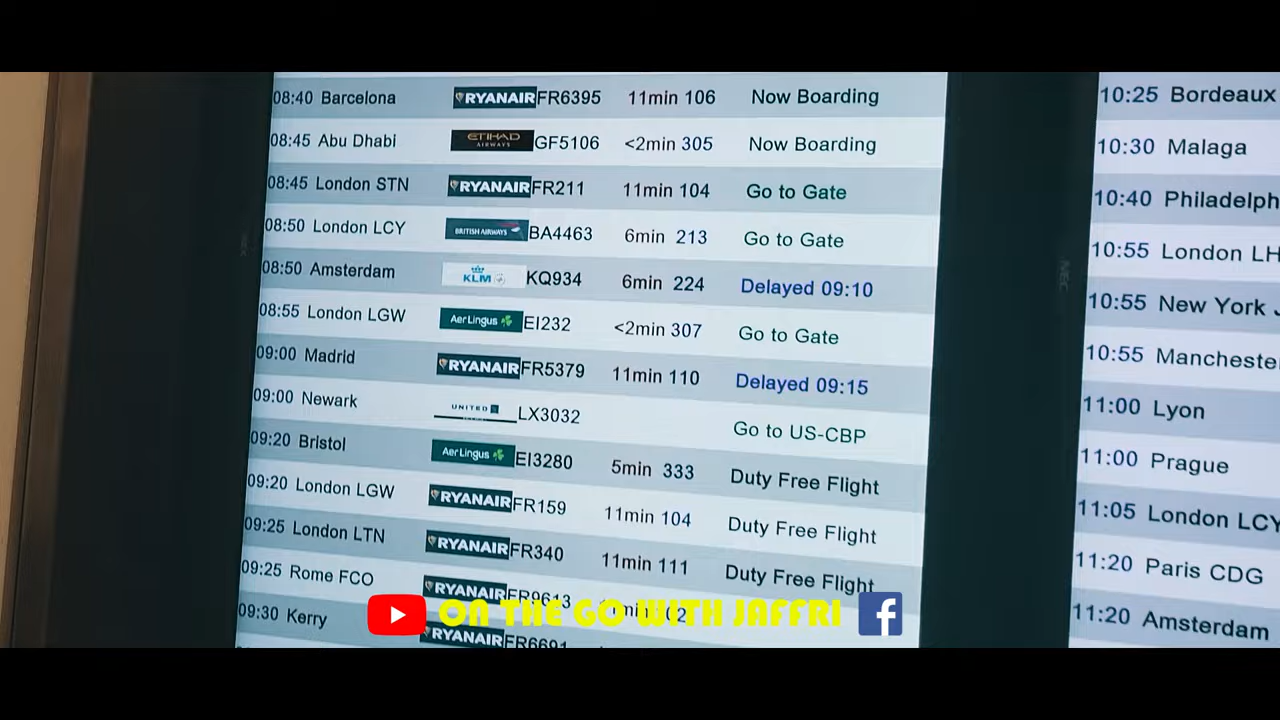 08:40 Barcelona RYANAIR FR6395 11min 106 Now Boarding
08:45 Abu Dhabi ETIHAD AIRWAYS GF5106 <2min 305 Now Boarding
08:45 London STN RYANAIR FR211 11min 104 Go to Gate
08:50 London LCY BRITISH AIRWAYS BA4463 6min 213 Go to Gate
08:50 Amsterdam KLM KQ934 6min 224 Delayed 09:10
08:55 London LGW Aer Lingus EI232 <2min 307 Go to Gate
09:00 Madrid RYANAIR FR5379 11min 110 Delayed 09:15
09:00 Newark UNITED LX3032 Go to US-CBP
09:20 Bristol Aer Lingus EI3280 5min 333 Duty Free Flight
09:20 London LGW RYANAIR FR159 11min 104 Duty Free Flight
09:25 London LTN RYANAIR FR340 11min 111 Duty Free Flight
09:25 Rome FCO RYANAIR FR9613
09:30 Kerry RYANAIR FR6691
10:25 Bordeaux
10:30 Malaga
10:40 Philadelph
10:55 London LH
10:55 New York J
10:55 Mancheste
11:00 Lyon
11:00 Prague
11:05 London LCY
11:20 Paris CDG
11:20 Amsterdam
NEC
ON THE GO WITH JAFFRI